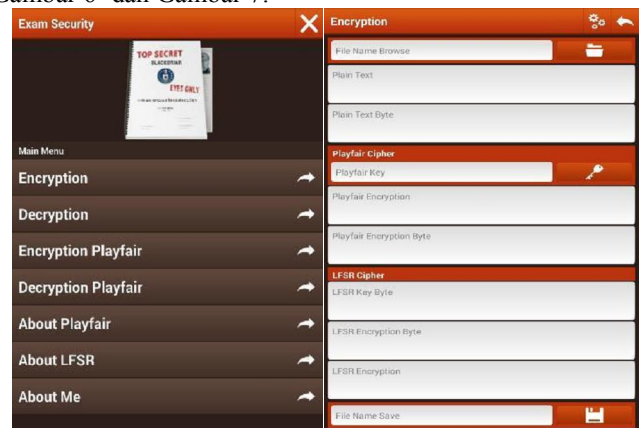 Gambar 6 dan Gambar 7.
Exam Security
TOP SECRET
EYES ONLY
Main Menu
Encryption
Decryption
Encryption Playfair
Decryption Playfair
About Playfair
About LFSR
About Me
Encryption
File Name Browse
Plain Text
Plain Text Byte
Playfair Cipher
Playfair Key
Playfair Encryption
Playfair Encryption Byte
LFSR Cipher
LFSR Key Byte
LFSR Encryption Byte
LFSR Encryption
File Name Save